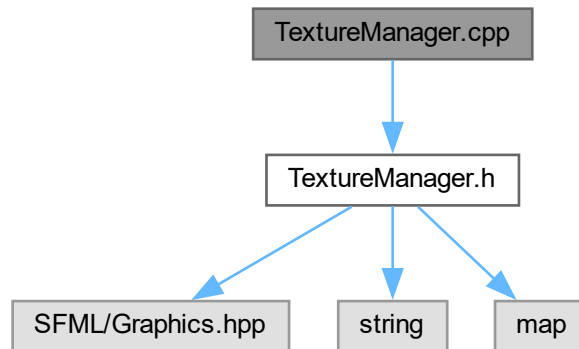 TextureManager.cpp
TextureManager.h
SFML/Graphics.hpp
string
map